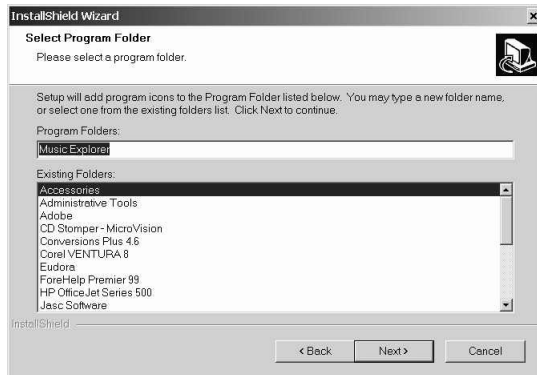 InstallShield Wizard
Select Program Folder
Please select a program folder.
Setup will add program icons to the Program Folder listed below. You may type a new folder name,
or select one from the existing folders list. Click Next to continue.
Program Folders:
Music Explorer
Existing Folders:
Accessories
Administrative Tools
Adobe
CD Stomper - MicroVision
Conversions Plus 4.6
Corel VENTURA 8
Eudora
ForeHelp Premier 99
HP OfficeJet Series 500
Jasc Software
InstallShield
< Back
Next >
Cancel